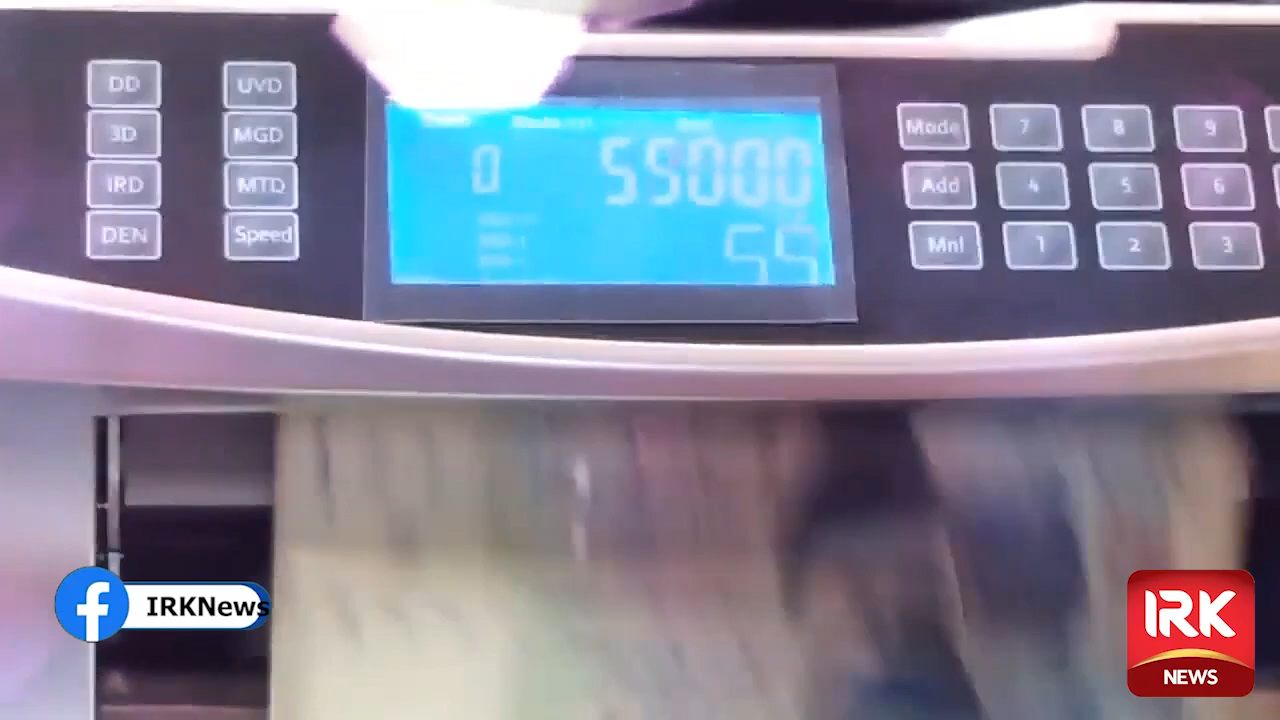 DD
UVD
3D
MGD
IRD
MTD
DEN
Speed
0
55000
55
Mode
7
8
9
Add
4
5
6
Mnl
1
2
3
IRKNews
IRK
NEWS